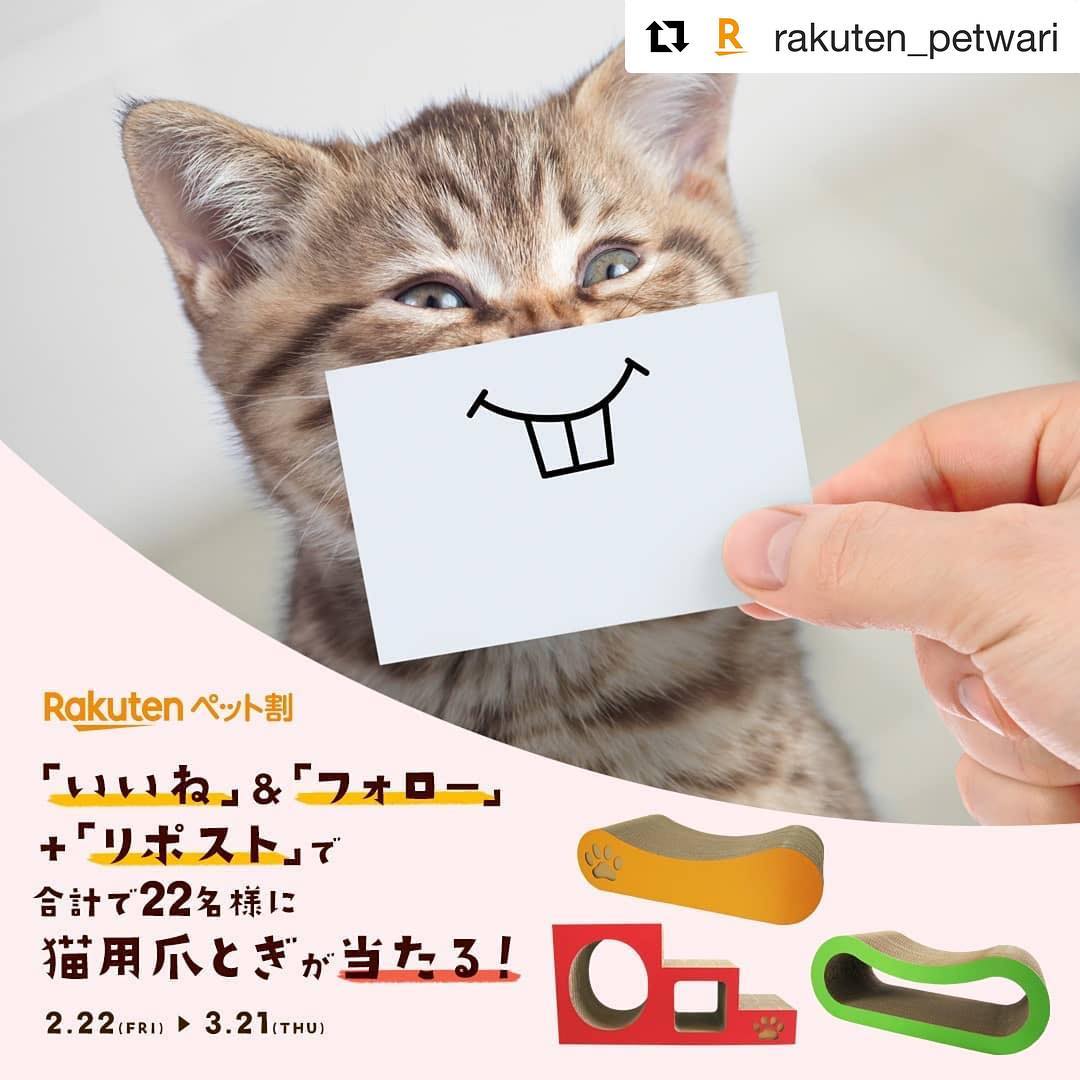 rakuten_petwari
Rakuten ペット割
「いいね」&「フォロー」
+「リポスト」で
合計で22名様に
猫用爪とぎが当たる!
2.22(FRI) ▶ 3.21(THU)